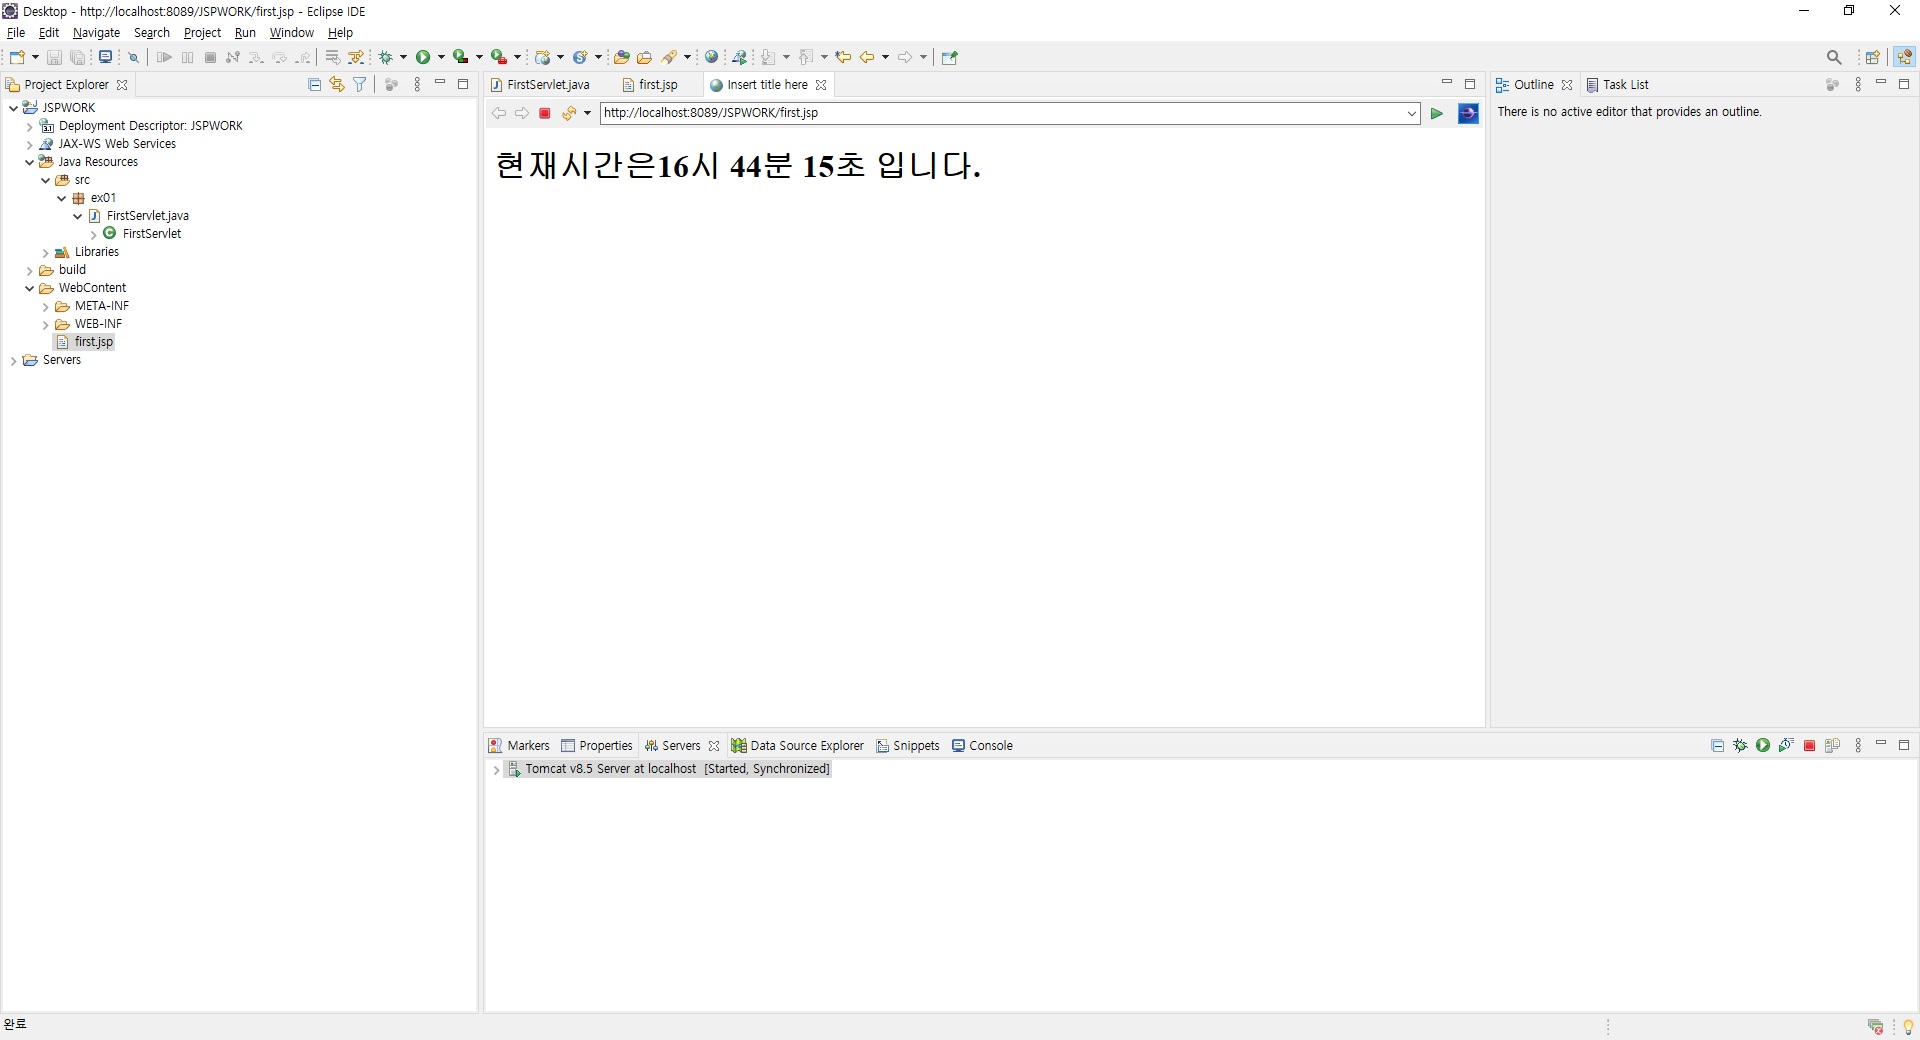 Desktop - http://localhost:8089/JSPWORK/first.jsp - Eclipse IDE
File Edit Navigate Search Project Run Window Help
Project Explorer
JSPWORK
Deployment Descriptor: JSPWORK
JAX-WS Web Services
Java Resources
src
ex01
FirstServlet.java
FirstServlet
Libraries
build
WebContent
META-INF
WEB-INF
first.jsp
Servers
FirstServlet.java first.jsp Insert title here
http://localhost:8089/JSPWORK/first.jsp
현재시간은16시 44분 15초 입니다.
Outline Task List
There is no active editor that provides an outline.
Markers Properties Servers Data Source Explorer Snippets Console
Tomcat v8.5 Server at localhost [Started, Synchronized]
완료